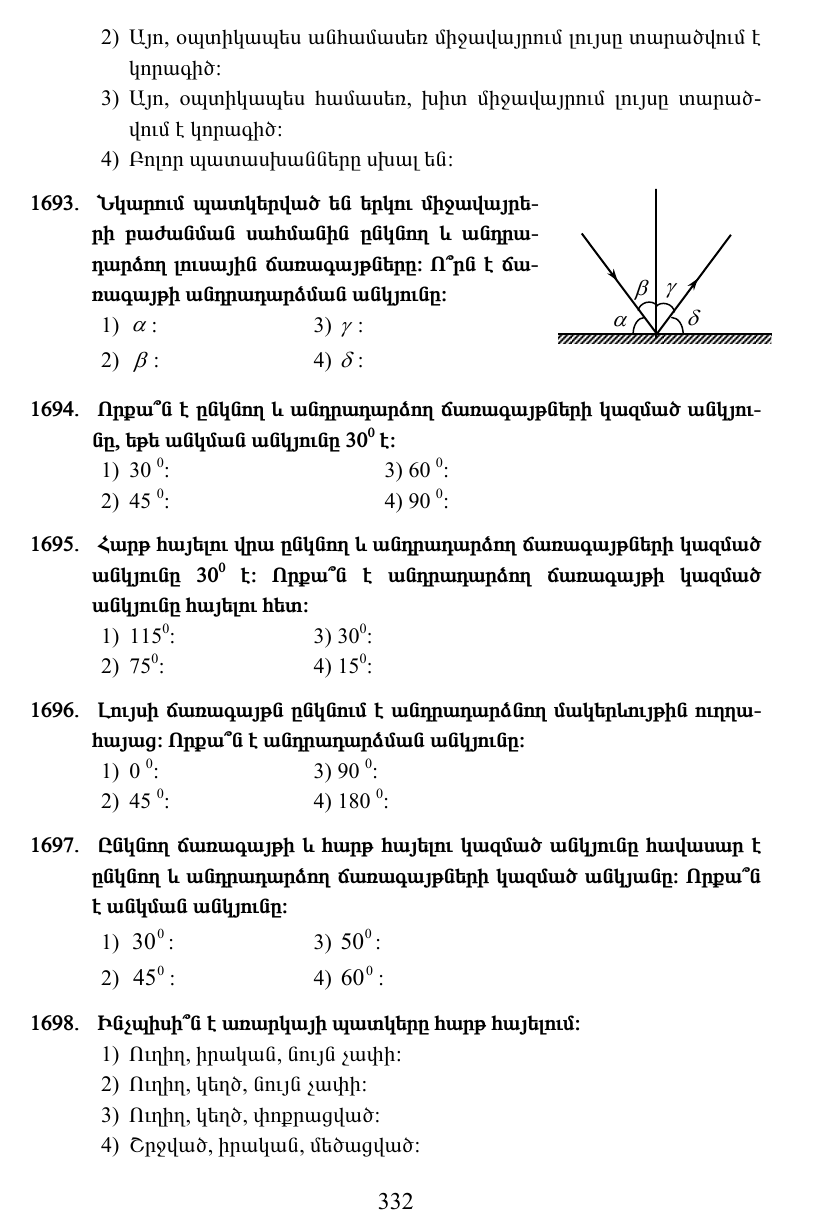 2) Այո, օպտիկապես անհամասեռ միջավայրում լույսը տարածվում է
կորագիծ:
3) Այո, օպտիկապես համասեռ, խիտ միջավայրում լույսը տարած-
վում է կորագիծ:
4) Բոլոր պատասխանները սխալ են:
1693. Նկարում պատկերված են երկու միջավայրե-
րի բաժանման սահմանին ընկնող և անդրա-
դարձող լուսային ճառագայթները: Ո՞րն է ճա-
ռագայթի անդրադարձման անկյունը:
1) α :
3) γ :
2) β :
4) δ :
α β γ δ
1694. Որքա՞ն է ընկնող և անդրադարձող ճառագայթների կազմած անկյու-
նը, եթե անկման անկյունը 30⁰ է:
1) 30 ⁰:
3) 60 ⁰:
2) 45 ⁰:
4) 90 ⁰:
1695. Հարթ հայելու վրա ընկնող և անդրադարձող ճառագայթների կազմած
անկյունը 30⁰ է: Որքա՞ն է անդրադարձող ճառագայթի կազմած
անկյունը հայելու հետ:
1) 115⁰:
3) 30⁰:
2) 75⁰:
4) 15⁰:
1696. Լույսի ճառագայթն ընկնում է անդրադարձնող մակերևույթին ուղղա-
հայաց: Որքա՞ն է անդրադարձման անկյունը:
1) 0 ⁰:
3) 90 ⁰:
2) 45 ⁰:
4) 180 ⁰:
1697. Ընկնող ճառագայթի և հարթ հայելու կազմած անկյունը հավասար է
ընկնող և անդրադարձող ճառագայթների կազմած անկյանը: Որքա՞ն
է անկման անկյունը:
1) 30⁰ :
3) 50⁰ :
2) 45⁰ :
4) 60⁰ :
1698. Ինչպիսի՞ն է առարկայի պատկերը հարթ հայելում:
1) Ուղիղ, իրական, նույն չափի:
2) Ուղիղ, կեղծ, նույն չափի:
3) Ուղիղ, կեղծ, փոքրացված:
4) Շրջված, իրական, մեծացված:
332